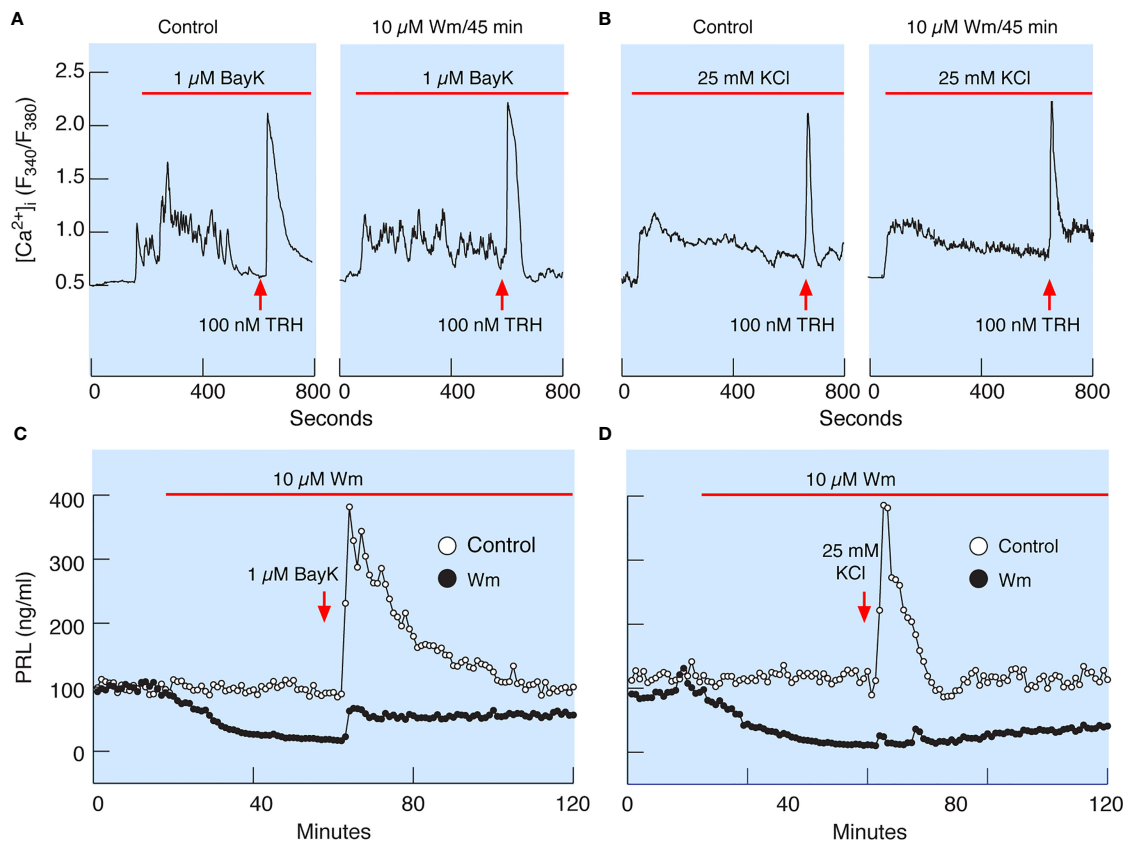 A
Control
10 µM Wm/45 min
B
Control
10 µM Wm/45 min
2.5
2.0
1.5
1.0
0.5
[Ca²⁺]ᵢ (F₃₄₀/F₃₈₀)
1 µM BayK
1 µM BayK
25 mM KCl
25 mM KCl
100 nM TRH
100 nM TRH
100 nM TRH
100 nM TRH
0 400 800
0 400 800
0 400 800
0 400 800
Seconds
Seconds
C
400
300
200
100
0
PRL (ng/ml)
10 µM Wm
Control
Wm
1 µM BayK
0 40 80 120
Minutes
D
10 µM Wm
25 mM
KCl
Control
Wm
0 40 80 120
Minutes